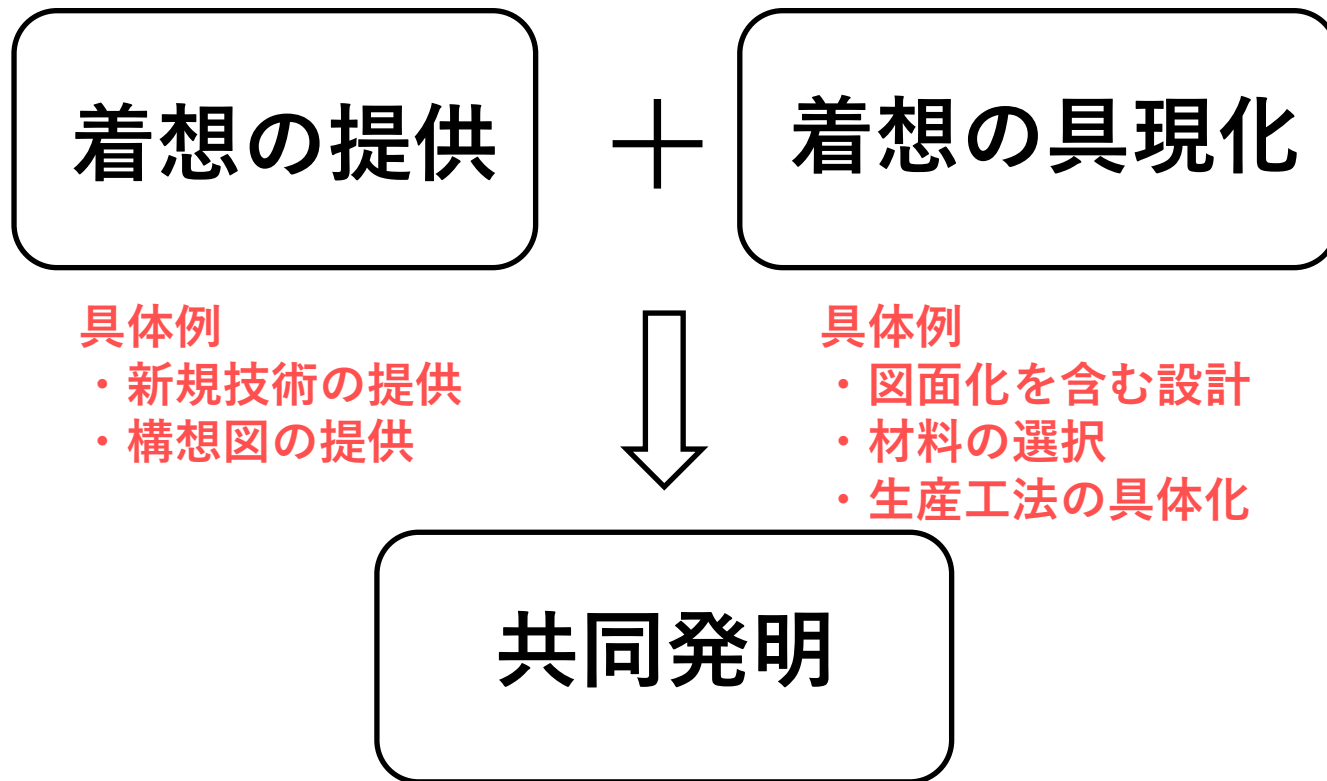 着想の提供
+
着想の具現化
具体例
・新規技術の提供
・構想図の提供
具体例
・図面化を含む設計
・材料の選択
・生産工法の具体化
共同発明